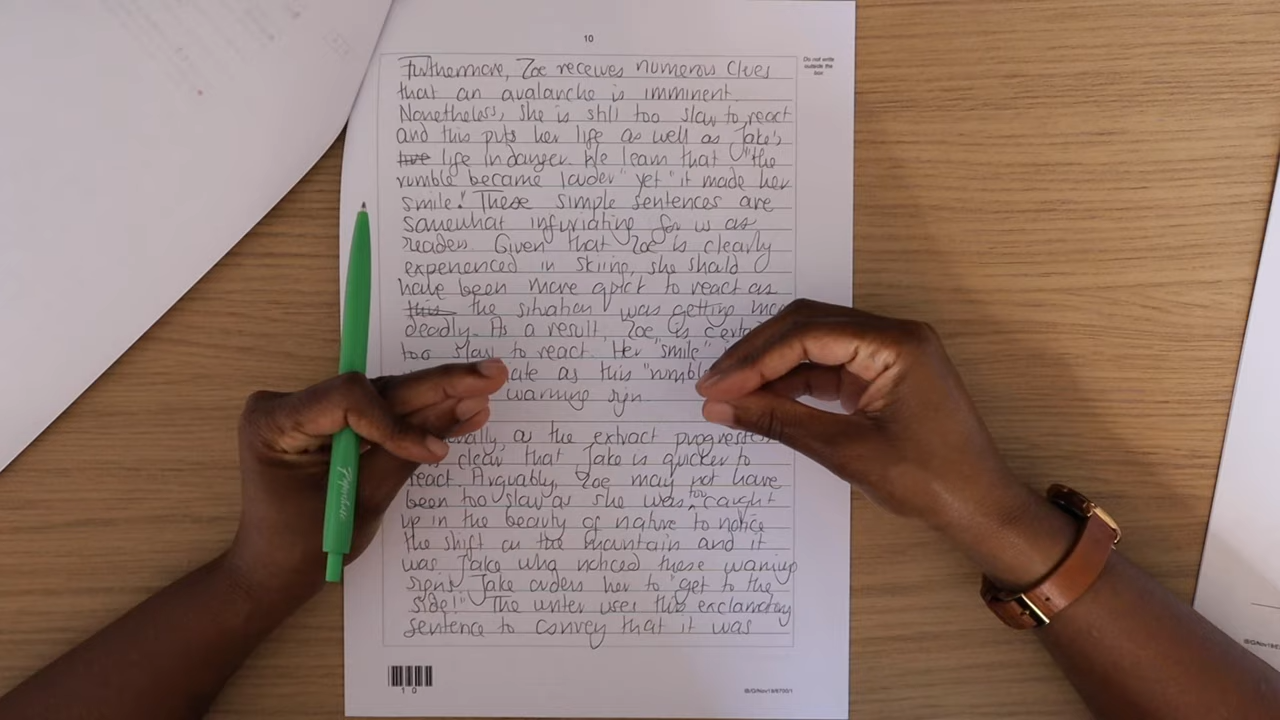 10
Do not write
outside the
box
Furthermore, Zoe receives numerous clues
that an avalanche is imminent.
Nonetheless, she is still too slow to react
and this puts her life as well as Jake's
live life in danger. We learn that "the
rumble became louder" yet "it made her
smile." These simple sentences are
somewhat infuriating for us as
readers. Given that Zoe is clearly
experienced in skiing, she should
have been more quick to react as
this the situation was getting
deadly. As a result, Zoe is
too slow to react. Her "smile"
as this
warning sign.
as the extract
clear that Jake is quicker to
react. Arguably, Zoe may not have
been too slow as she was too caught
up in the beauty of nature to notice
the shift on the mountain and it
was Jake who noticed these warning
signs. Jake orders her to "get to the
side!" The writer uses this exclamatory
sentence to convey that it was
10
IB/G/Nov19/8700/1